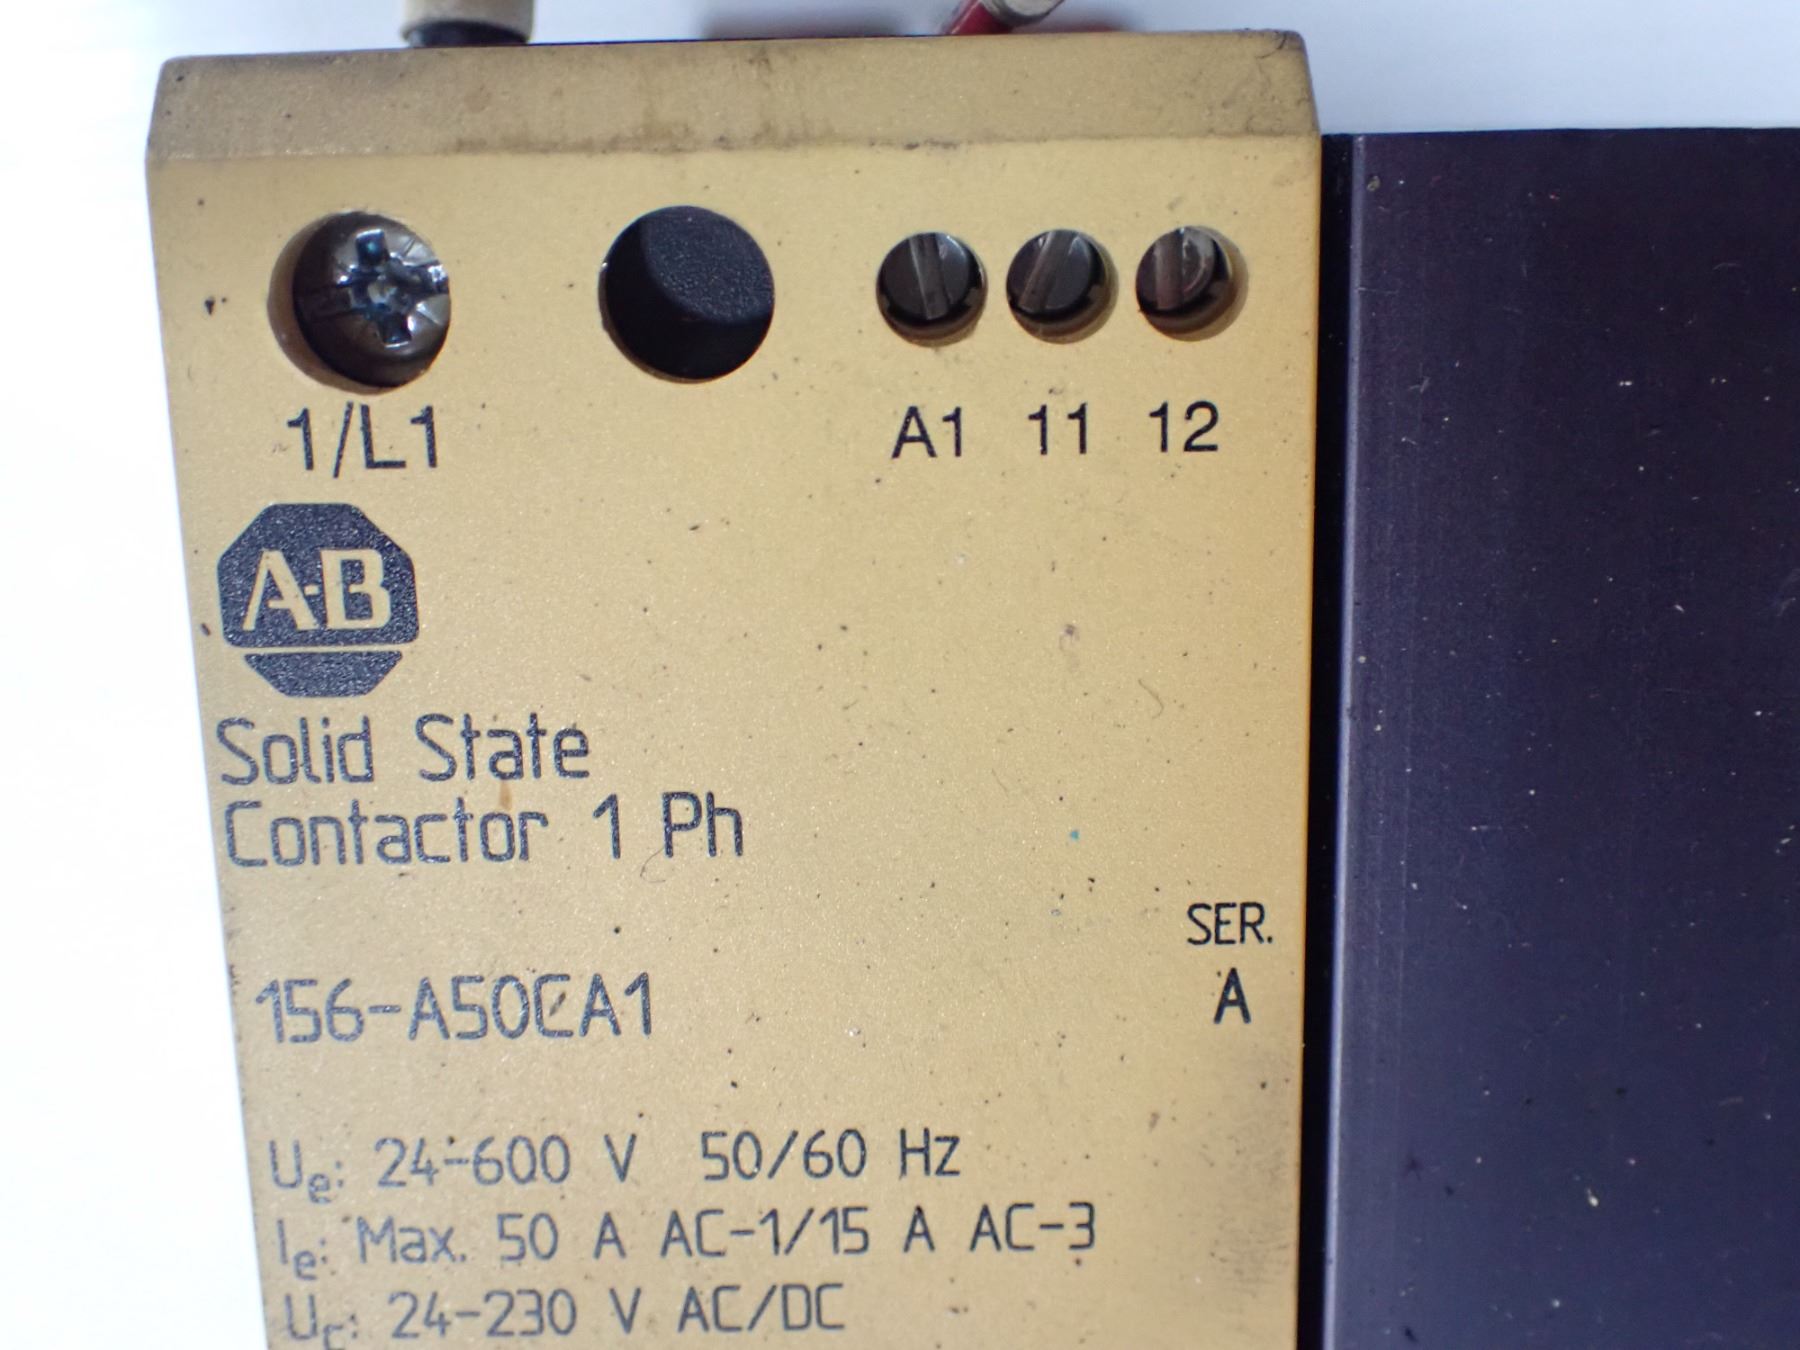 1/L1 A1 11 12
A-B
Solid State
Contactor 1 Ph
SER.
156-A50CA1 A
Ue: 24-600 V 50/60 Hz
Ie: Max. 50 A AC-1/15 A AC-3
Uc: 24-230 V AC/DC